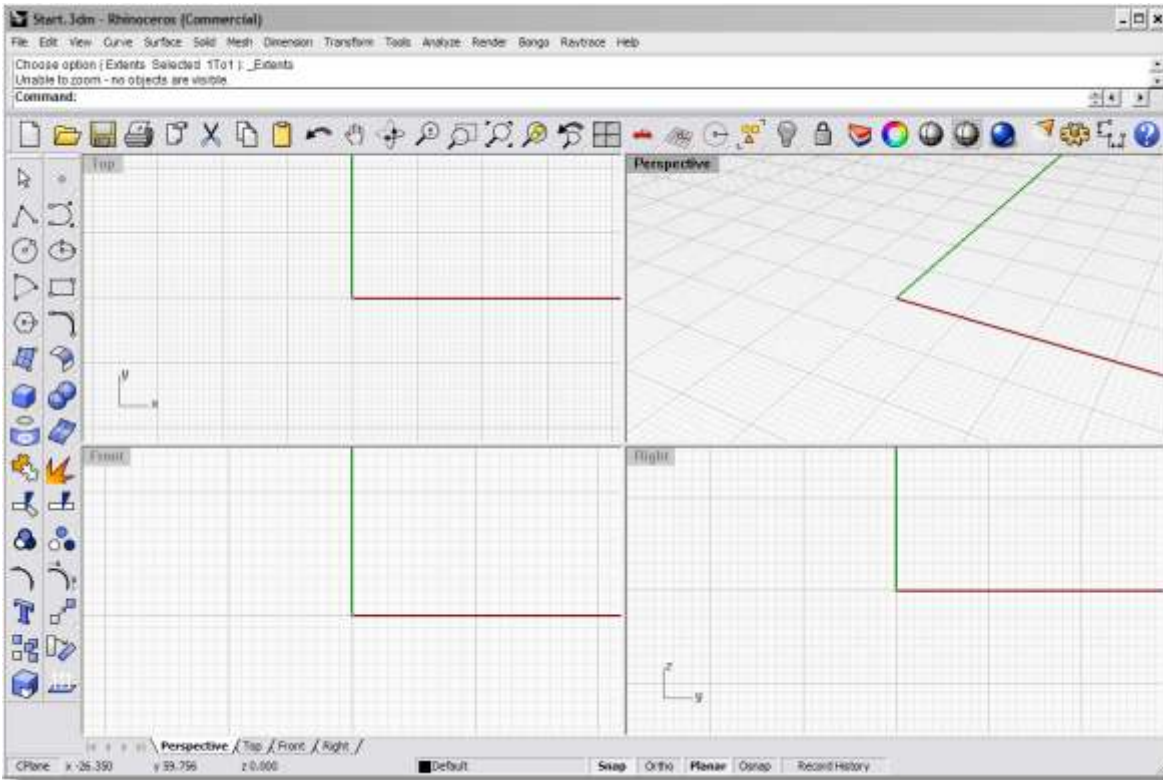 Start.3dm - Rhinoceros (Commercial)
File Edit View Curve Surface Solid Mesh Dimension Transform Tools Analyze Render Bongo Raytrace Help
Choose option ( Extents Selected 1To1 ): _Extents
Unable to zoom - no objects are visible.
Command:
Top
Perspective
y
x
Front
Right
z
y
Perspective Top Front Right
CPlane x -26.350 y 59.756 z 0.000 Default Snap Ortho Planar Osnap Record History